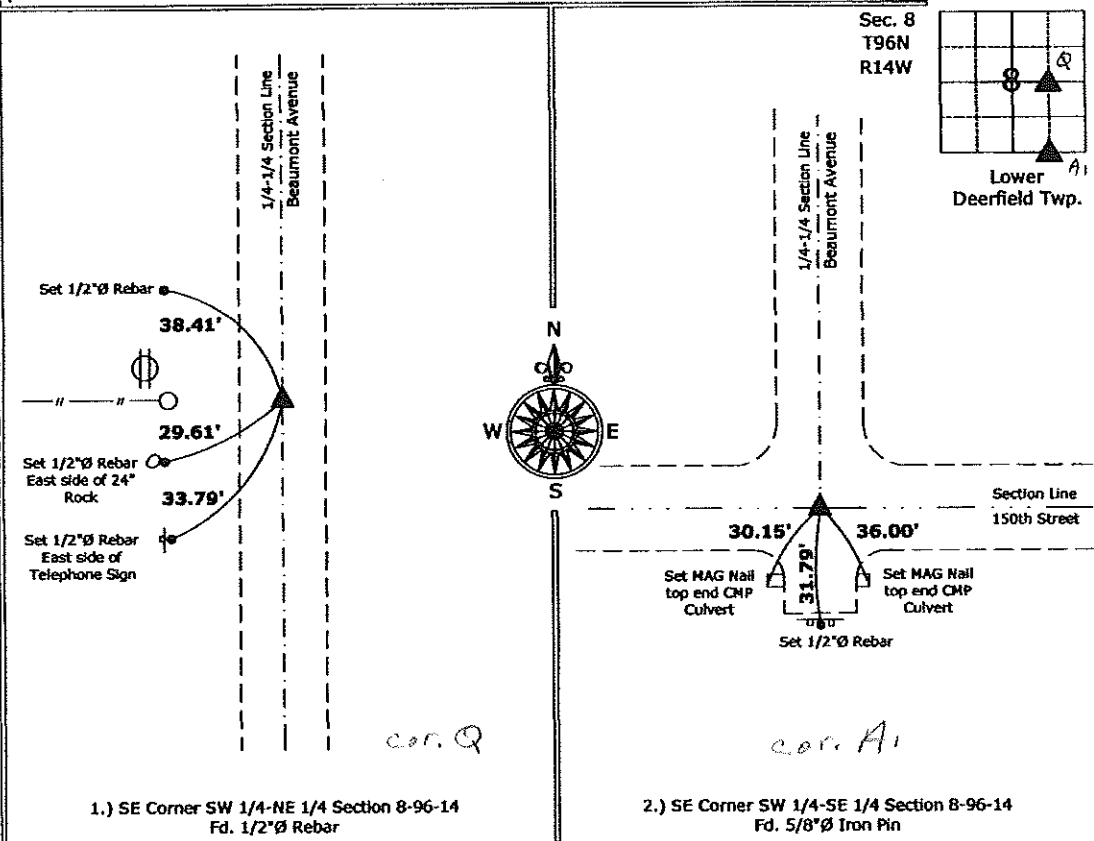 Sec. 8
T96N
R14W
8
Q
A1
Lower
Deerfield Twp.
1/4-1/4 Section Line
Beaumont Avenue
Set 1/2"Ø Rebar
38.41'
29.61'
Set 1/2"Ø Rebar
East side of 24"
Rock
33.79'
Set 1/2"Ø Rebar
East side of
Telephone Sign
cor. Q
1.) SE Corner SW 1/4-NE 1/4 Section 8-96-14
Fd. 1/2"Ø Rebar
N
W E
S
1/4-1/4 Section Line
Beaumont Avenue
Section Line
150th Street
30.15'
31.79'
36.00'
Set MAG Nail
top end CMP
Culvert
Set MAG Nail
top end CMP
Culvert
Set 1/2"Ø Rebar
cor. A1
2.) SE Corner SW 1/4-SE 1/4 Section 8-96-14
Fd. 5/8"Ø Iron Pin